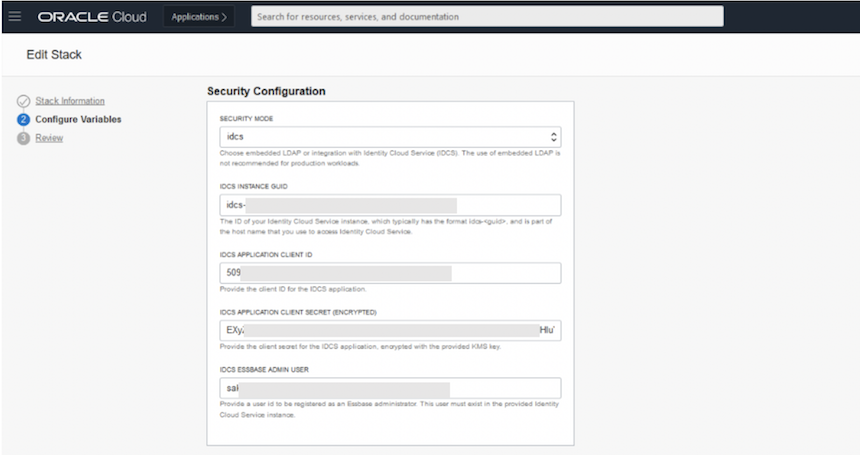 ORACLE Cloud
Applications >
Search for resources, services, and documentation
Edit Stack
Stack Information
2 Configure Variables
3 Review
Security Configuration
SECURITY MODE
idcs
Choose embedded LDAP or integration with Identity Cloud Service (IDCS). The use of embedded LDAP is
not recommended for production workloads.
IDCS INSTANCE GUID
idcs-
The ID of your Identity Cloud Service instance, which typically has the format idcs-<guid>, and is part of
the host name that you use to access Identity Cloud Service.
IDCS APPLICATION CLIENT ID
509
Provide the client ID for the IDCS application.
IDCS APPLICATION CLIENT SECRET (ENCRYPTED)
Provide the client secret for the IDCS application, encrypted with the provided KMS key.
IDCS ESSBASE ADMIN USER
Provide a user id to be registered as an Essbase administrator. This user must exist in the provided Identity
Cloud Service instance.